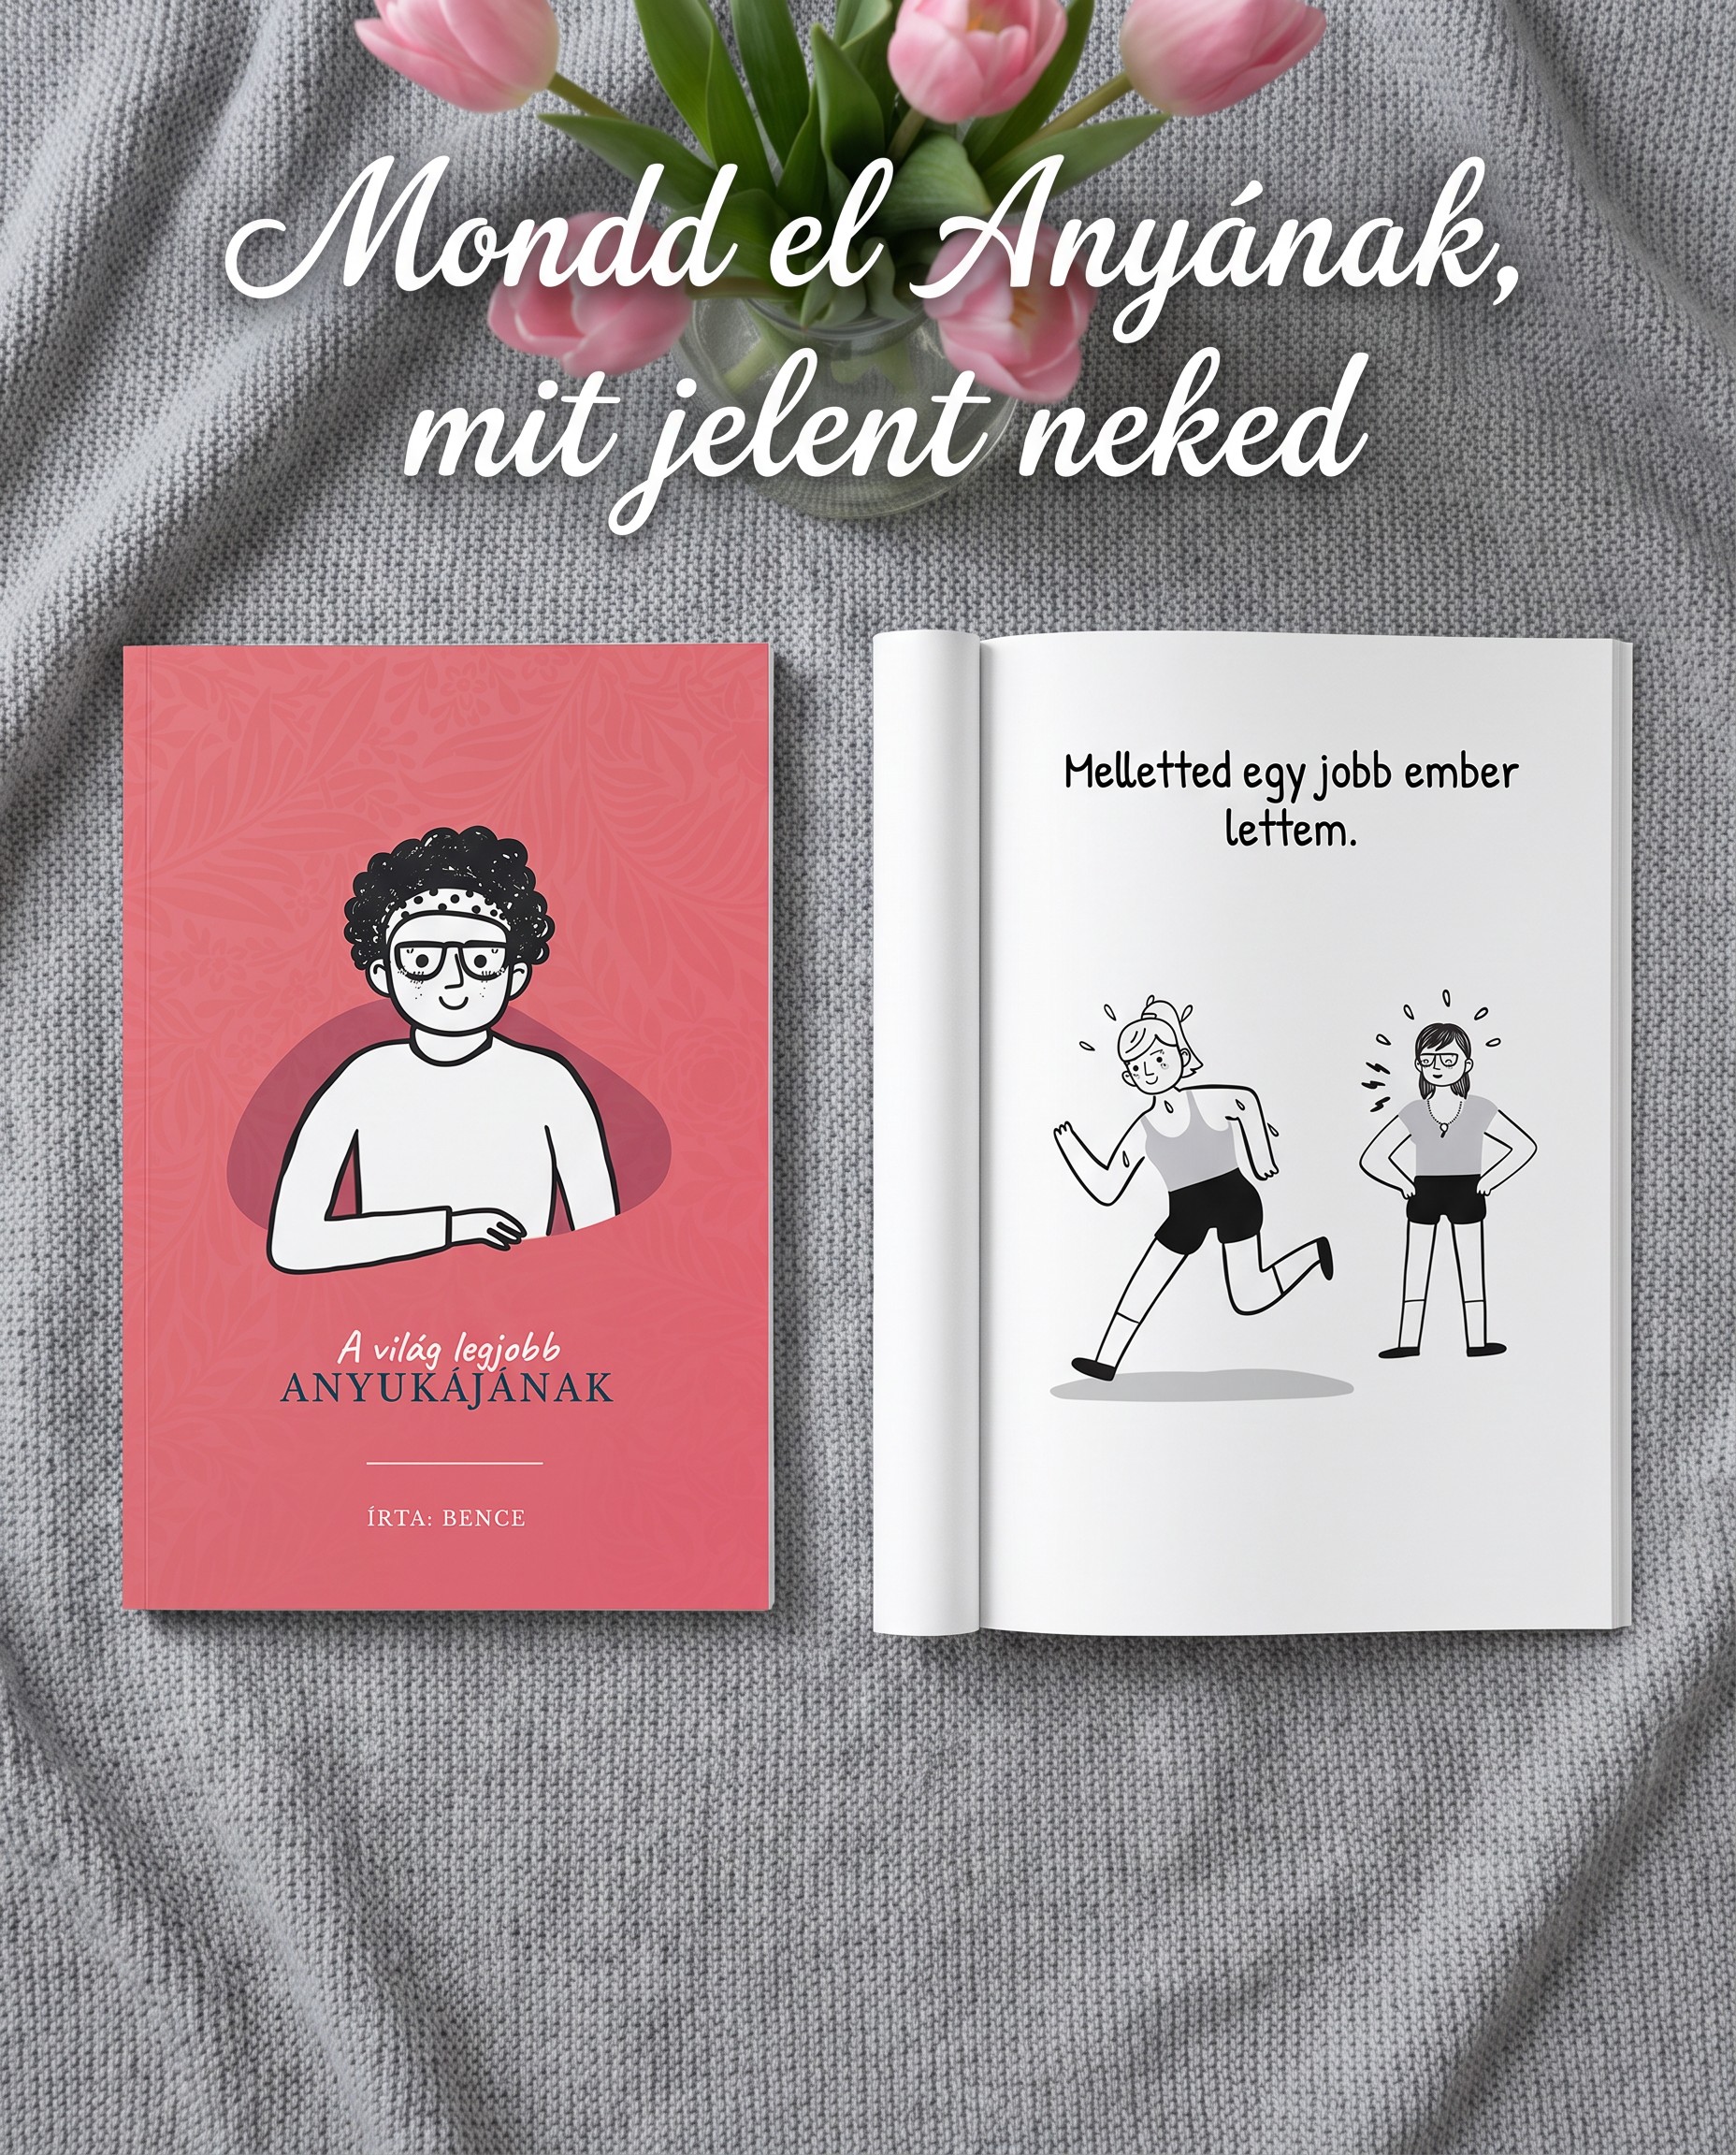 Mondd el Anyának,
mit jelent neked
A világ legjobb
ANYUKÁJÁNAK
ÍRTA: BENCE
Melletted egy jobb ember
lettem.